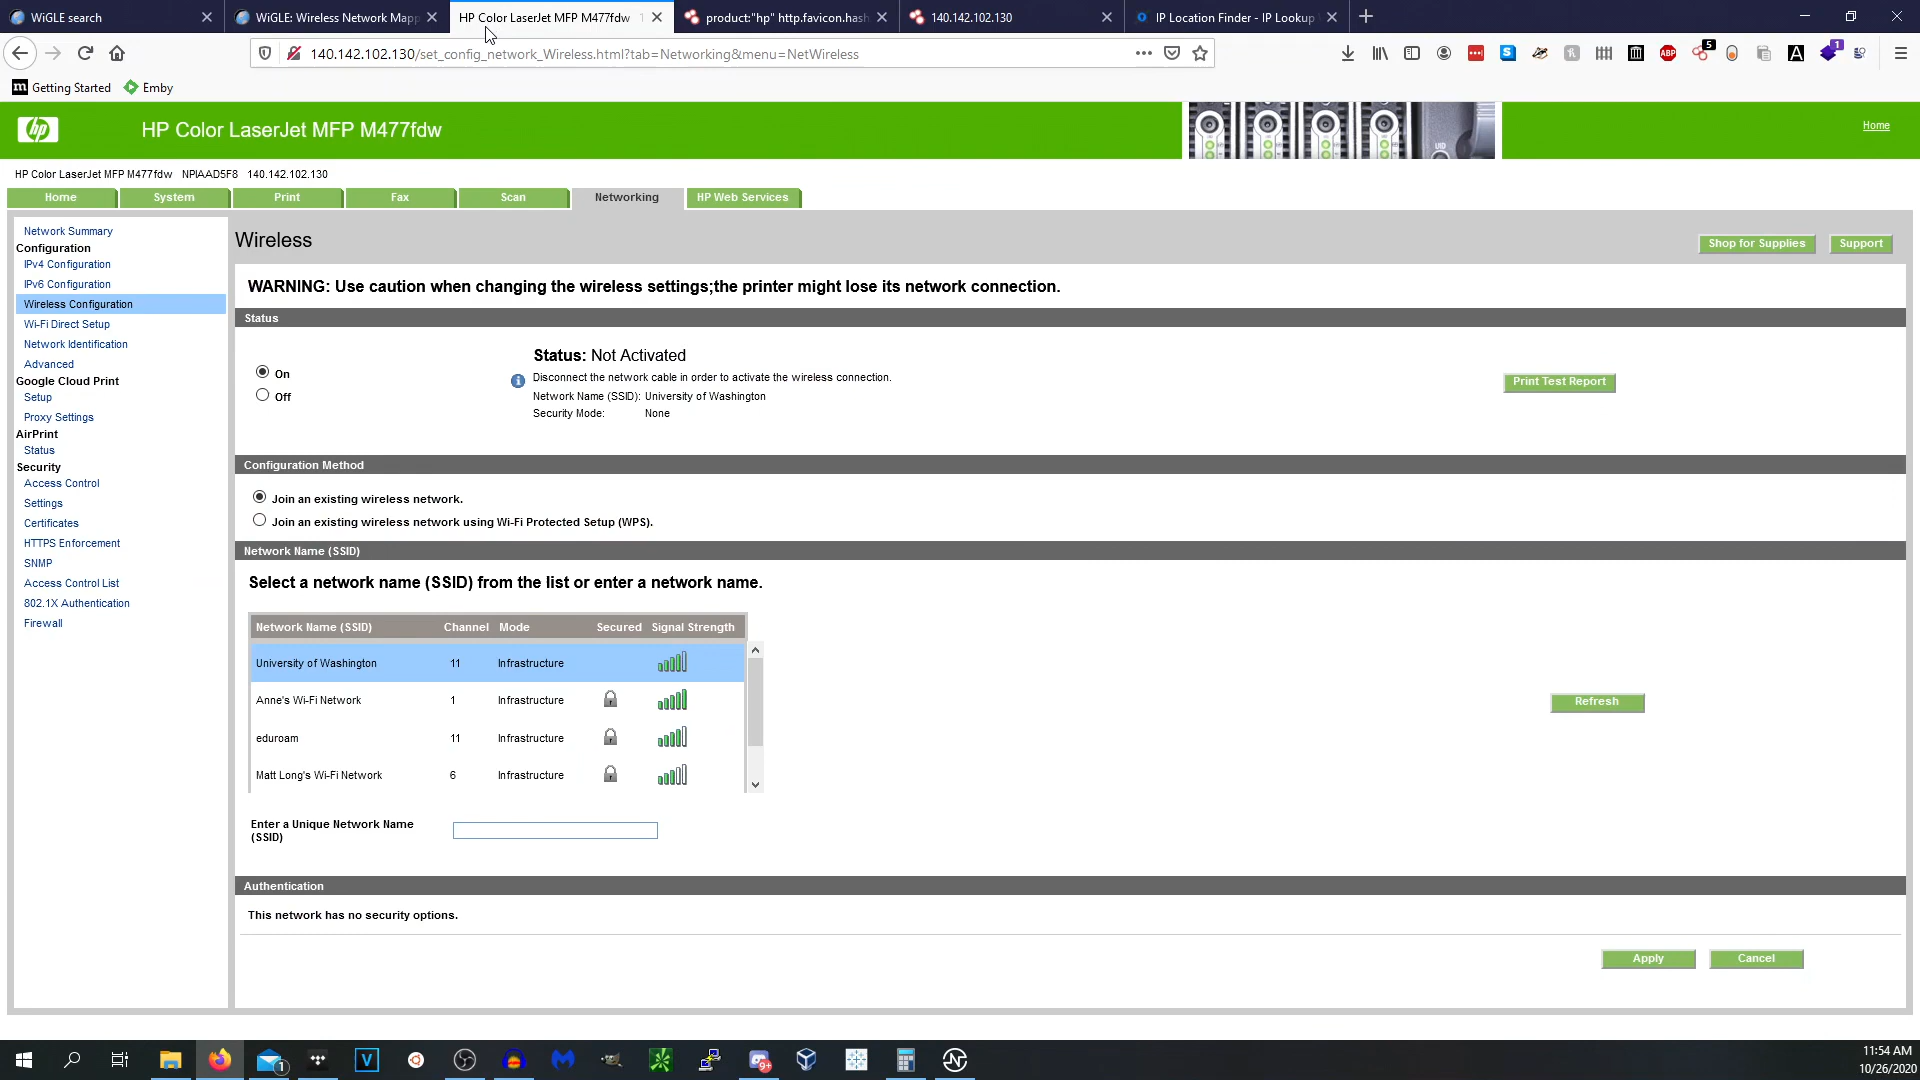 WiGLE search
WiGLE: Wireless Network Mapp
HP Color LaserJet MFP M477fdw
product:"hp" http.favicon.hash
140.142.102.130
IP Location Finder - IP Lookup
140.142.102.130/set_config_network_Wireless.html?tab=Networking&menu=NetWireless
ABP
5
A
1
m Getting Started
Emby
hp
HP Color LaserJet MFP M477fdw
UID
Home
HP Color LaserJet MFP M477fdw NPIAAD5F8 140.142.102.130
Home
System
Print
Fax
Scan
Networking
HP Web Services
Network Summary
Configuration
IPv4 Configuration
IPv6 Configuration
Wireless Configuration
Wi-Fi Direct Setup
Network Identification
Advanced
Google Cloud Print
Setup
Proxy Settings
AirPrint
Status
Security
Access Control
Settings
Certificates
HTTPS Enforcement
SNMP
Access Control List
802.1X Authentication
Firewall
Wireless
Shop for Supplies
Support
WARNING: Use caution when changing the wireless settings;the printer might lose its network connection.
Status
On
Off
Status: Not Activated
Disconnect the network cable in order to activate the wireless connection.
Network Name (SSID): University of Washington
Security Mode: None
Print Test Report
Configuration Method
Join an existing wireless network.
Join an existing wireless network using Wi-Fi Protected Setup (WPS).
Network Name (SSID)
Select a network name (SSID) from the list or enter a network name.
Network Name (SSID) Channel Mode Secured Signal Strength
University of Washington 11 Infrastructure
Anne's Wi-Fi Network 1 Infrastructure
eduroam 11 Infrastructure
Matt Long's Wi-Fi Network 6 Infrastructure
Refresh
Enter a Unique Network Name
(SSID)
Authentication
This network has no security options.
Apply
Cancel
1
V
9+
11:54 AM
10/26/2020